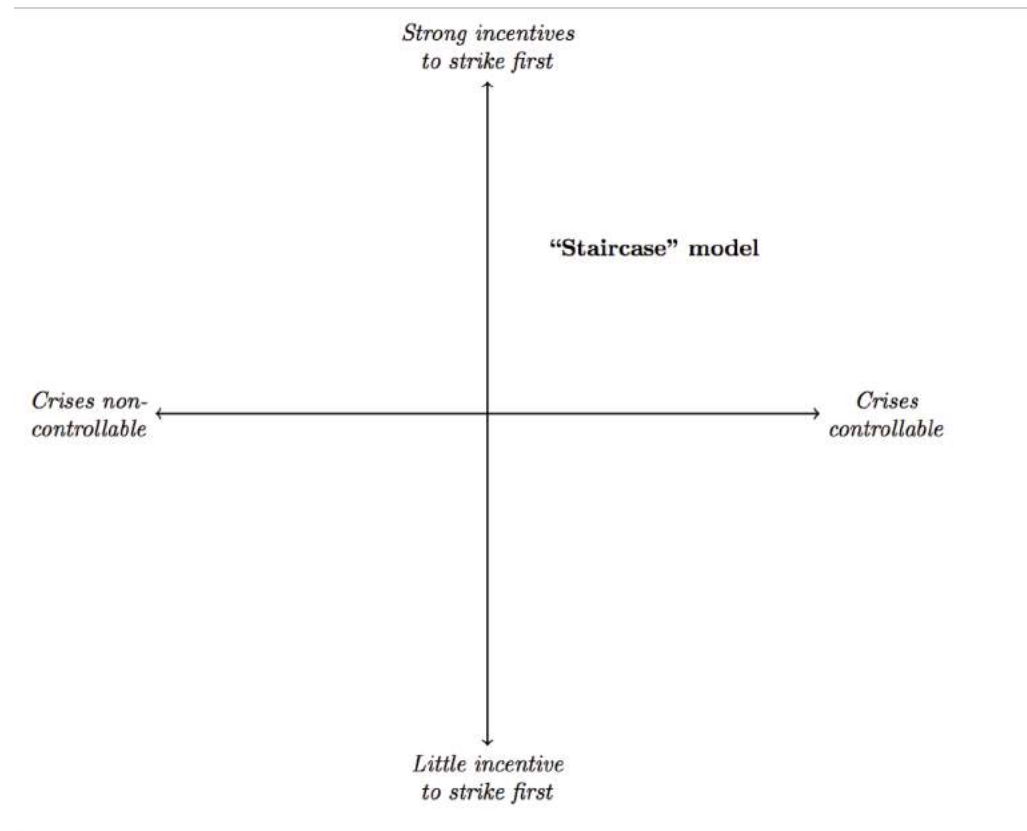 Strong incentives
to strike first
“Staircase” model
Crises non-
controllable
Crises
controllable
Little incentive
to strike first